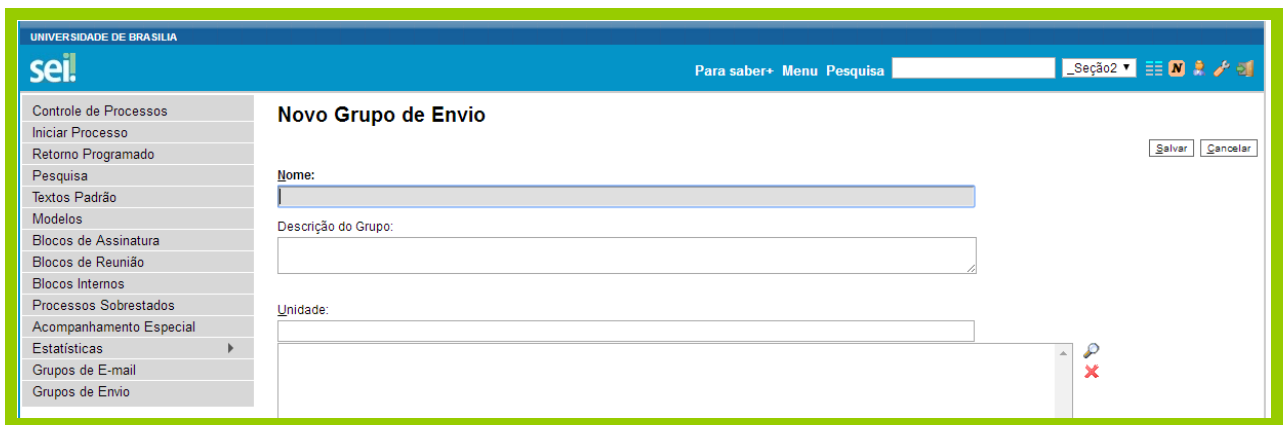 UNIVERSIDADE DE BRASILIA
sei!
Para saber+ Menu Pesquisa
_Seção2
N
Controle de Processos
Iniciar Processo
Retorno Programado
Pesquisa
Textos Padrão
Modelos
Blocos de Assinatura
Blocos de Reunião
Blocos Internos
Processos Sobrestados
Acompanhamento Especial
Estatísticas
Grupos de E-mail
Grupos de Envio
Novo Grupo de Envio
Salvar Cancelar
Nome:
Descrição do Grupo:
Unidade: